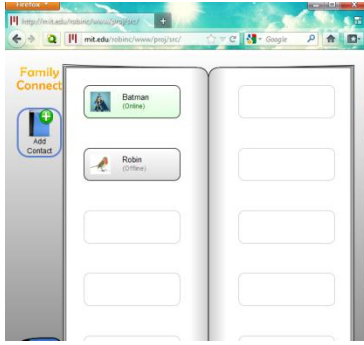 Firefox
http://mit.edu/robinc/www/proj/src/
mit.edu/robinc/www/proj/src/
Google
Family
Connect
Add
Contact
Batman
(Online)
Robin
(Offline)